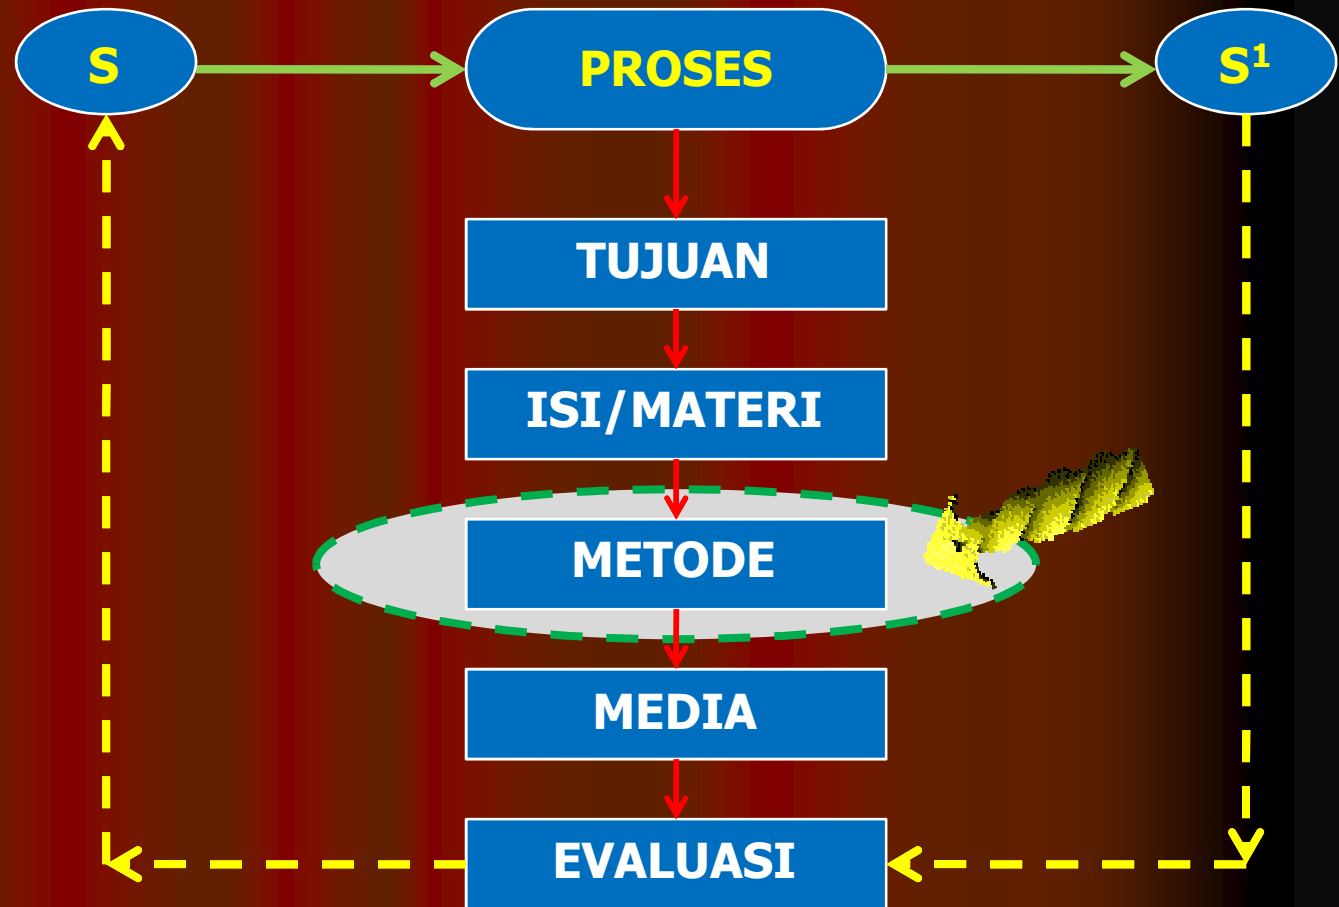 S
PROSES
S¹
TUJUAN
ISI/MATERI
METODE
MEDIA
EVALUASI